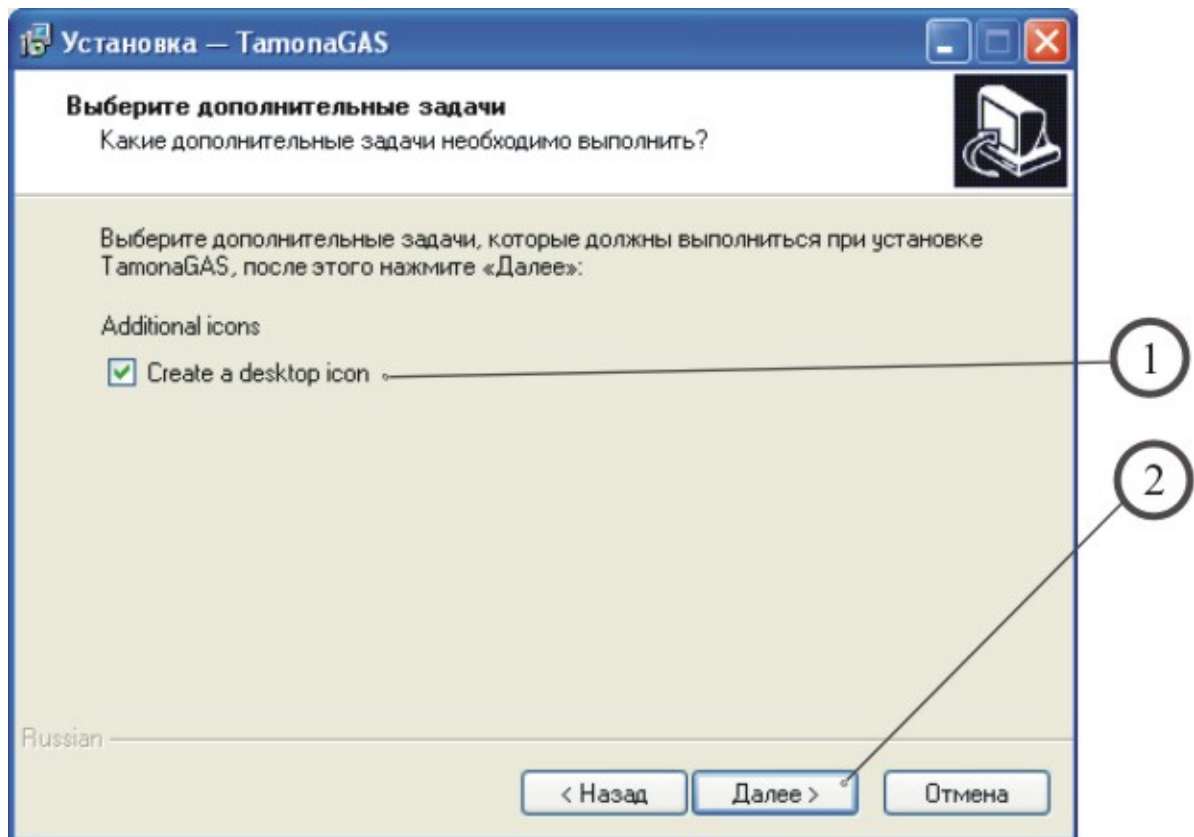 Установка — TamonaGAS
Выберите дополнительные задачи
Какие дополнительные задачи необходимо выполнить?
Выберите дополнительные задачи, которые должны выполниться при установке
TamonaGAS, после этого нажмите «Далее»:
Additional icons
Create a desktop icon
1
2
Russian
< Назад Далее > Отмена